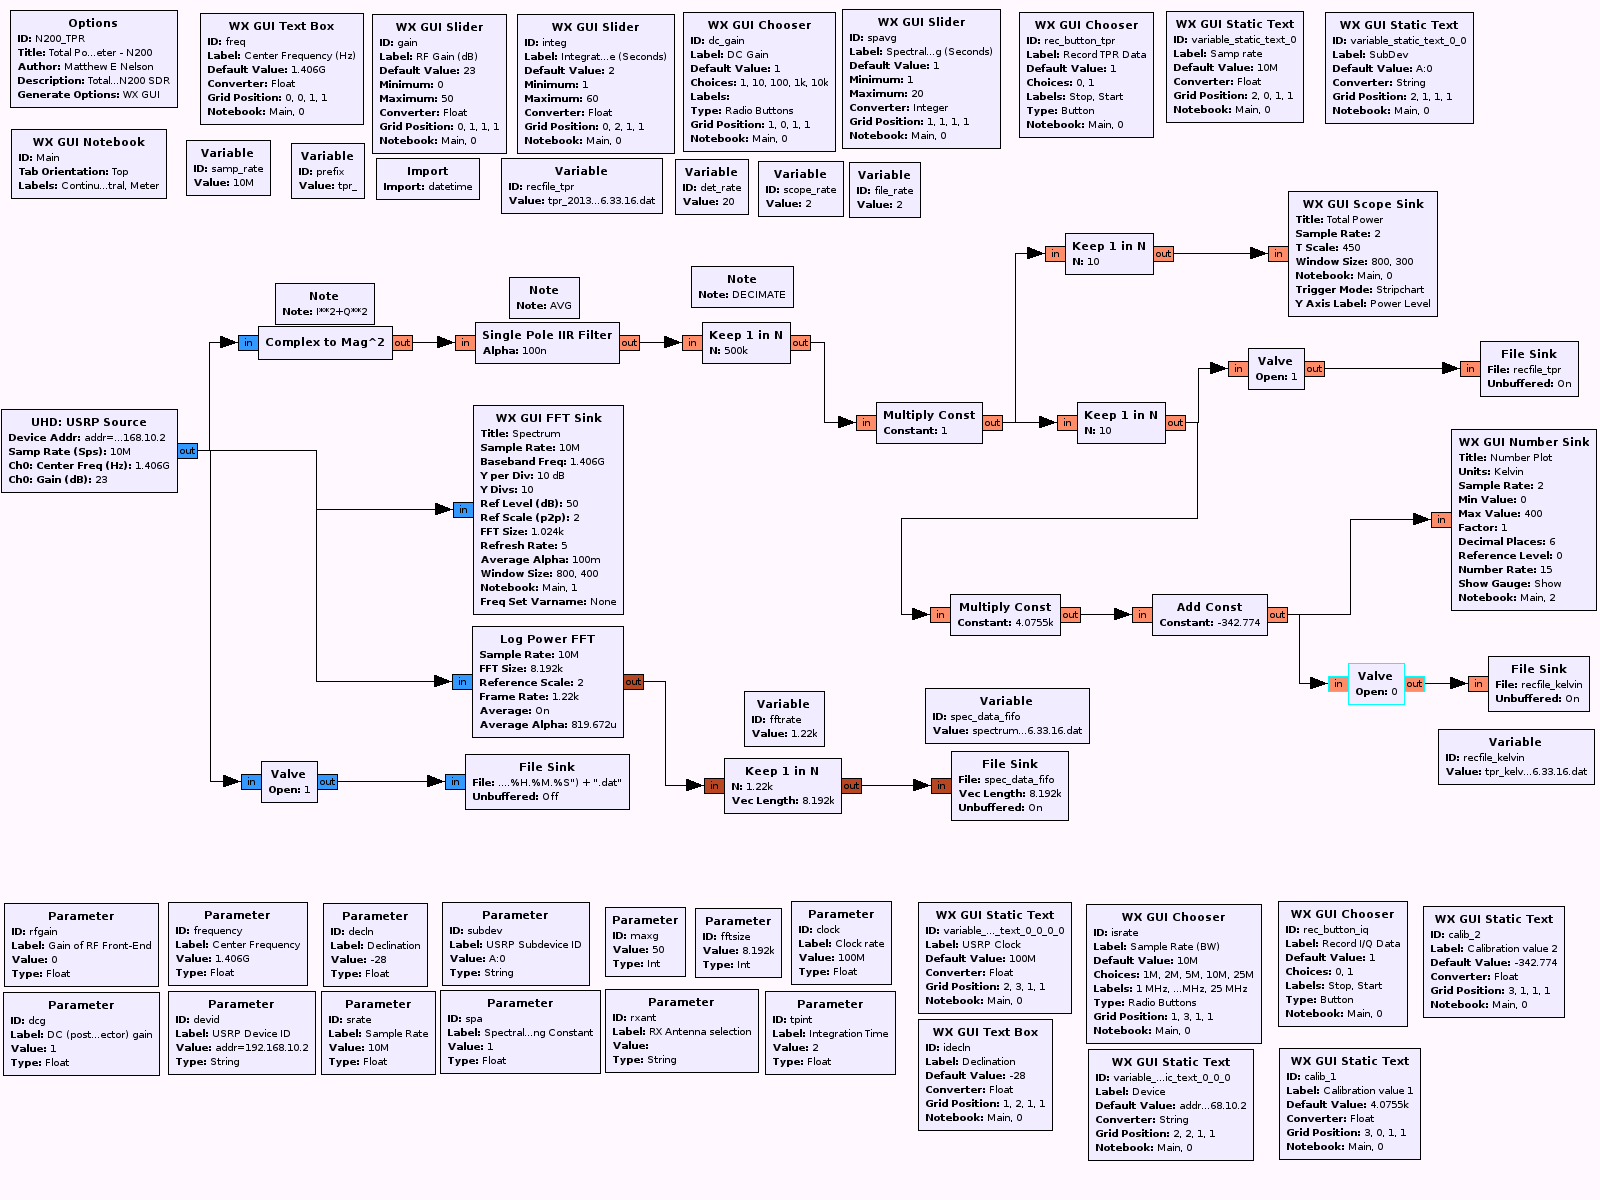 Options
ID: N200_TPR
Title: Total Po...eter - N200
Author: Matthew E Nelson
Description: Total...N200 SDR
Generate Options: WX GUI
WX GUI Text Box
ID: freq
Label: Center Frequency (Hz)
Default Value: 1.406G
Converter: Float
Grid Position: 0, 0, 1, 1
Notebook: Main, 0
WX GUI Slider
ID: gain
Label: RF Gain (dB)
Default Value: 23
Minimum: 0
Maximum: 50
Converter: Float
Grid Position: 0, 1, 1, 1
Notebook: Main, 0
WX GUI Slider
ID: integ
Label: Integrat...e (Seconds)
Default Value: 2
Minimum: 1
Maximum: 60
Converter: Float
Grid Position: 0, 2, 1, 1
Notebook: Main, 0
WX GUI Chooser
ID: dc_gain
Label: DC Gain
Default Value: 1
Choices: 1, 10, 100, 1k, 10k
Labels:
Type: Radio Buttons
Grid Position: 1, 0, 1, 1
Notebook: Main, 0
WX GUI Slider
ID: spavg
Label: Spectral...g (Seconds)
Default Value: 1
Minimum: 1
Maximum: 20
Converter: Integer
Grid Position: 1, 1, 1, 1
Notebook: Main, 0
WX GUI Chooser
ID: rec_button_tpr
Label: Record TPR Data
Default Value: 1
Choices: 0, 1
Labels: Stop, Start
Type: Button
Notebook: Main, 0
WX GUI Static Text
ID: variable_static_text_0
Label: Samp rate
Default Value: 10M
Converter: Float
Grid Position: 2, 0, 1, 1
Notebook: Main, 0
WX GUI Static Text
ID: variable_static_text_0_0
Label: SubDev
Default Value: A:0
Converter: String
Grid Position: 2, 1, 1, 1
Notebook: Main, 0
WX GUI Notebook
ID: Main
Tab Orientation: Top
Labels: Continu...tral, Meter
Variable
ID: samp_rate
Value: 10M
Variable
ID: prefix
Value: tpr_
Import
Import: datetime
Variable
ID: recfile_tpr
Value: tpr_2013...6.33.16.dat
Variable
ID: det_rate
Value: 20
Variable
ID: scope_rate
Value: 2
Variable
ID: file_rate
Value: 2
WX GUI Scope Sink
Title: Total Power
Sample Rate: 2
T Scale: 450
Window Size: 800, 300
Notebook: Main, 0
Trigger Mode: Stripchart
Y Axis Label: Power Level
in
Keep 1 in N
N: 10
out
in
Note
Note: I**2+Q**2
Note
Note: AVG
Note
Note: DECIMATE
in
Complex to Mag^2
out
in
Single Pole IIR Filter
Alpha: 100n
out
in
Keep 1 in N
N: 500k
out
in
Valve
Open: 1
out
in
File Sink
File: recfile_tpr
Unbuffered: On
in
Multiply Const
Constant: 1
out
in
Keep 1 in N
N: 10
out
UHD: USRP Source
Device Addr: addr=...168.10.2
Samp Rate (Sps): 10M
Ch0: Center Freq (Hz): 1.406G
Ch0: Gain (dB): 23
out
in
WX GUI FFT Sink
Title: Spectrum
Sample Rate: 10M
Baseband Freq: 1.406G
Y per Div: 10 dB
Y Divs: 10
Ref Level (dB): 50
Ref Scale (p2p): 2
FFT Size: 1.024k
Refresh Rate: 5
Average Alpha: 100m
Window Size: 800, 400
Notebook: Main, 1
Freq Set Varname: None
in
WX GUI Number Sink
Title: Number Plot
Units: Kelvin
Sample Rate: 2
Min Value: 0
Max Value: 400
Factor: 1
Decimal Places: 6
Reference Level: 0
Number Rate: 15
Show Gauge: Show
Notebook: Main, 2
in
Multiply Const
Constant: 4.0755k
out
in
Add Const
Constant: -342.774
out
in
Log Power FFT
Sample Rate: 10M
FFT Size: 8.192k
Reference Scale: 2
Frame Rate: 1.22k
Average: On
Average Alpha: 819.672u
out
in
Valve
Open: 0
out
in
File Sink
File: recfile_kelvin
Unbuffered: On
Variable
ID: fftrate
Value: 1.22k
Variable
ID: spec_data_fifo
Value: spectrum...6.33.16.dat
Variable
ID: recfile_kelvin
Value: tpr_kelv...6.33.16.dat
in
Valve
Open: 1
out
in
File Sink
File: ....%H.%M.%S") + ".dat"
Unbuffered: Off
in
Keep 1 in N
N: 1.22k
Vec Length: 8.192k
out
in
File Sink
File: spec_data_fifo
Vec Length: 8.192k
Unbuffered: On
Parameter
ID: rfgain
Label: Gain of RF Front-End
Value: 0
Type: Float
Parameter
ID: frequency
Label: Center Frequency
Value: 1.406G
Type: Float
Parameter
ID: decln
Label: Declination
Value: -28
Type: Float
Parameter
ID: subdev
Label: USRP Subdevice ID
Value: A:0
Type: String
Parameter
ID: maxg
Value: 50
Type: Int
Parameter
ID: fftsize
Value: 8.192k
Type: Int
Parameter
ID: clock
Label: Clock rate
Value: 100M
Type: Float
WX GUI Static Text
ID: variable_..._text_0_0_0_0
Label: USRP Clock
Default Value: 100M
Converter: Float
Grid Position: 2, 3, 1, 1
Notebook: Main, 0
WX GUI Chooser
ID: israte
Label: Sample Rate (BW)
Default Value: 10M
Choices: 1M, 2M, 5M, 10M, 25M
Labels: 1 MHz, ...MHz, 25 MHz
Type: Radio Buttons
Grid Position: 1, 3, 1, 1
Notebook: Main, 0
WX GUI Chooser
ID: rec_button_iq
Label: Record I/Q Data
Default Value: 1
Choices: 0, 1
Labels: Stop, Start
Type: Button
Notebook: Main, 0
WX GUI Static Text
ID: calib_2
Label: Calibration value 2
Default Value: -342.774
Converter: Float
Grid Position: 3, 1, 1, 1
Notebook: Main, 0
Parameter
ID: dcg
Label: DC (post...ector) gain
Value: 1
Type: Float
Parameter
ID: devid
Label: USRP Device ID
Value: addr=192.168.10.2
Type: String
Parameter
ID: srate
Label: Sample Rate
Value: 10M
Type: Float
Parameter
ID: spa
Label: Spectral...ng Constant
Value: 1
Type: Float
Parameter
ID: rxant
Label: RX Antenna selection
Value:
Type: String
Parameter
ID: tpint
Label: Integration Time
Value: 2
Type: Float
WX GUI Text Box
ID: idecln
Label: Declination
Default Value: -28
Converter: Float
Grid Position: 1, 2, 1, 1
Notebook: Main, 0
WX GUI Static Text
ID: variable_...ic_text_0_0_0
Label: Device
Default Value: addr...68.10.2
Converter: String
Grid Position: 2, 2, 1, 1
Notebook: Main, 0
WX GUI Static Text
ID: calib_1
Label: Calibration value 1
Default Value: 4.0755k
Converter: Float
Grid Position: 3, 0, 1, 1
Notebook: Main, 0